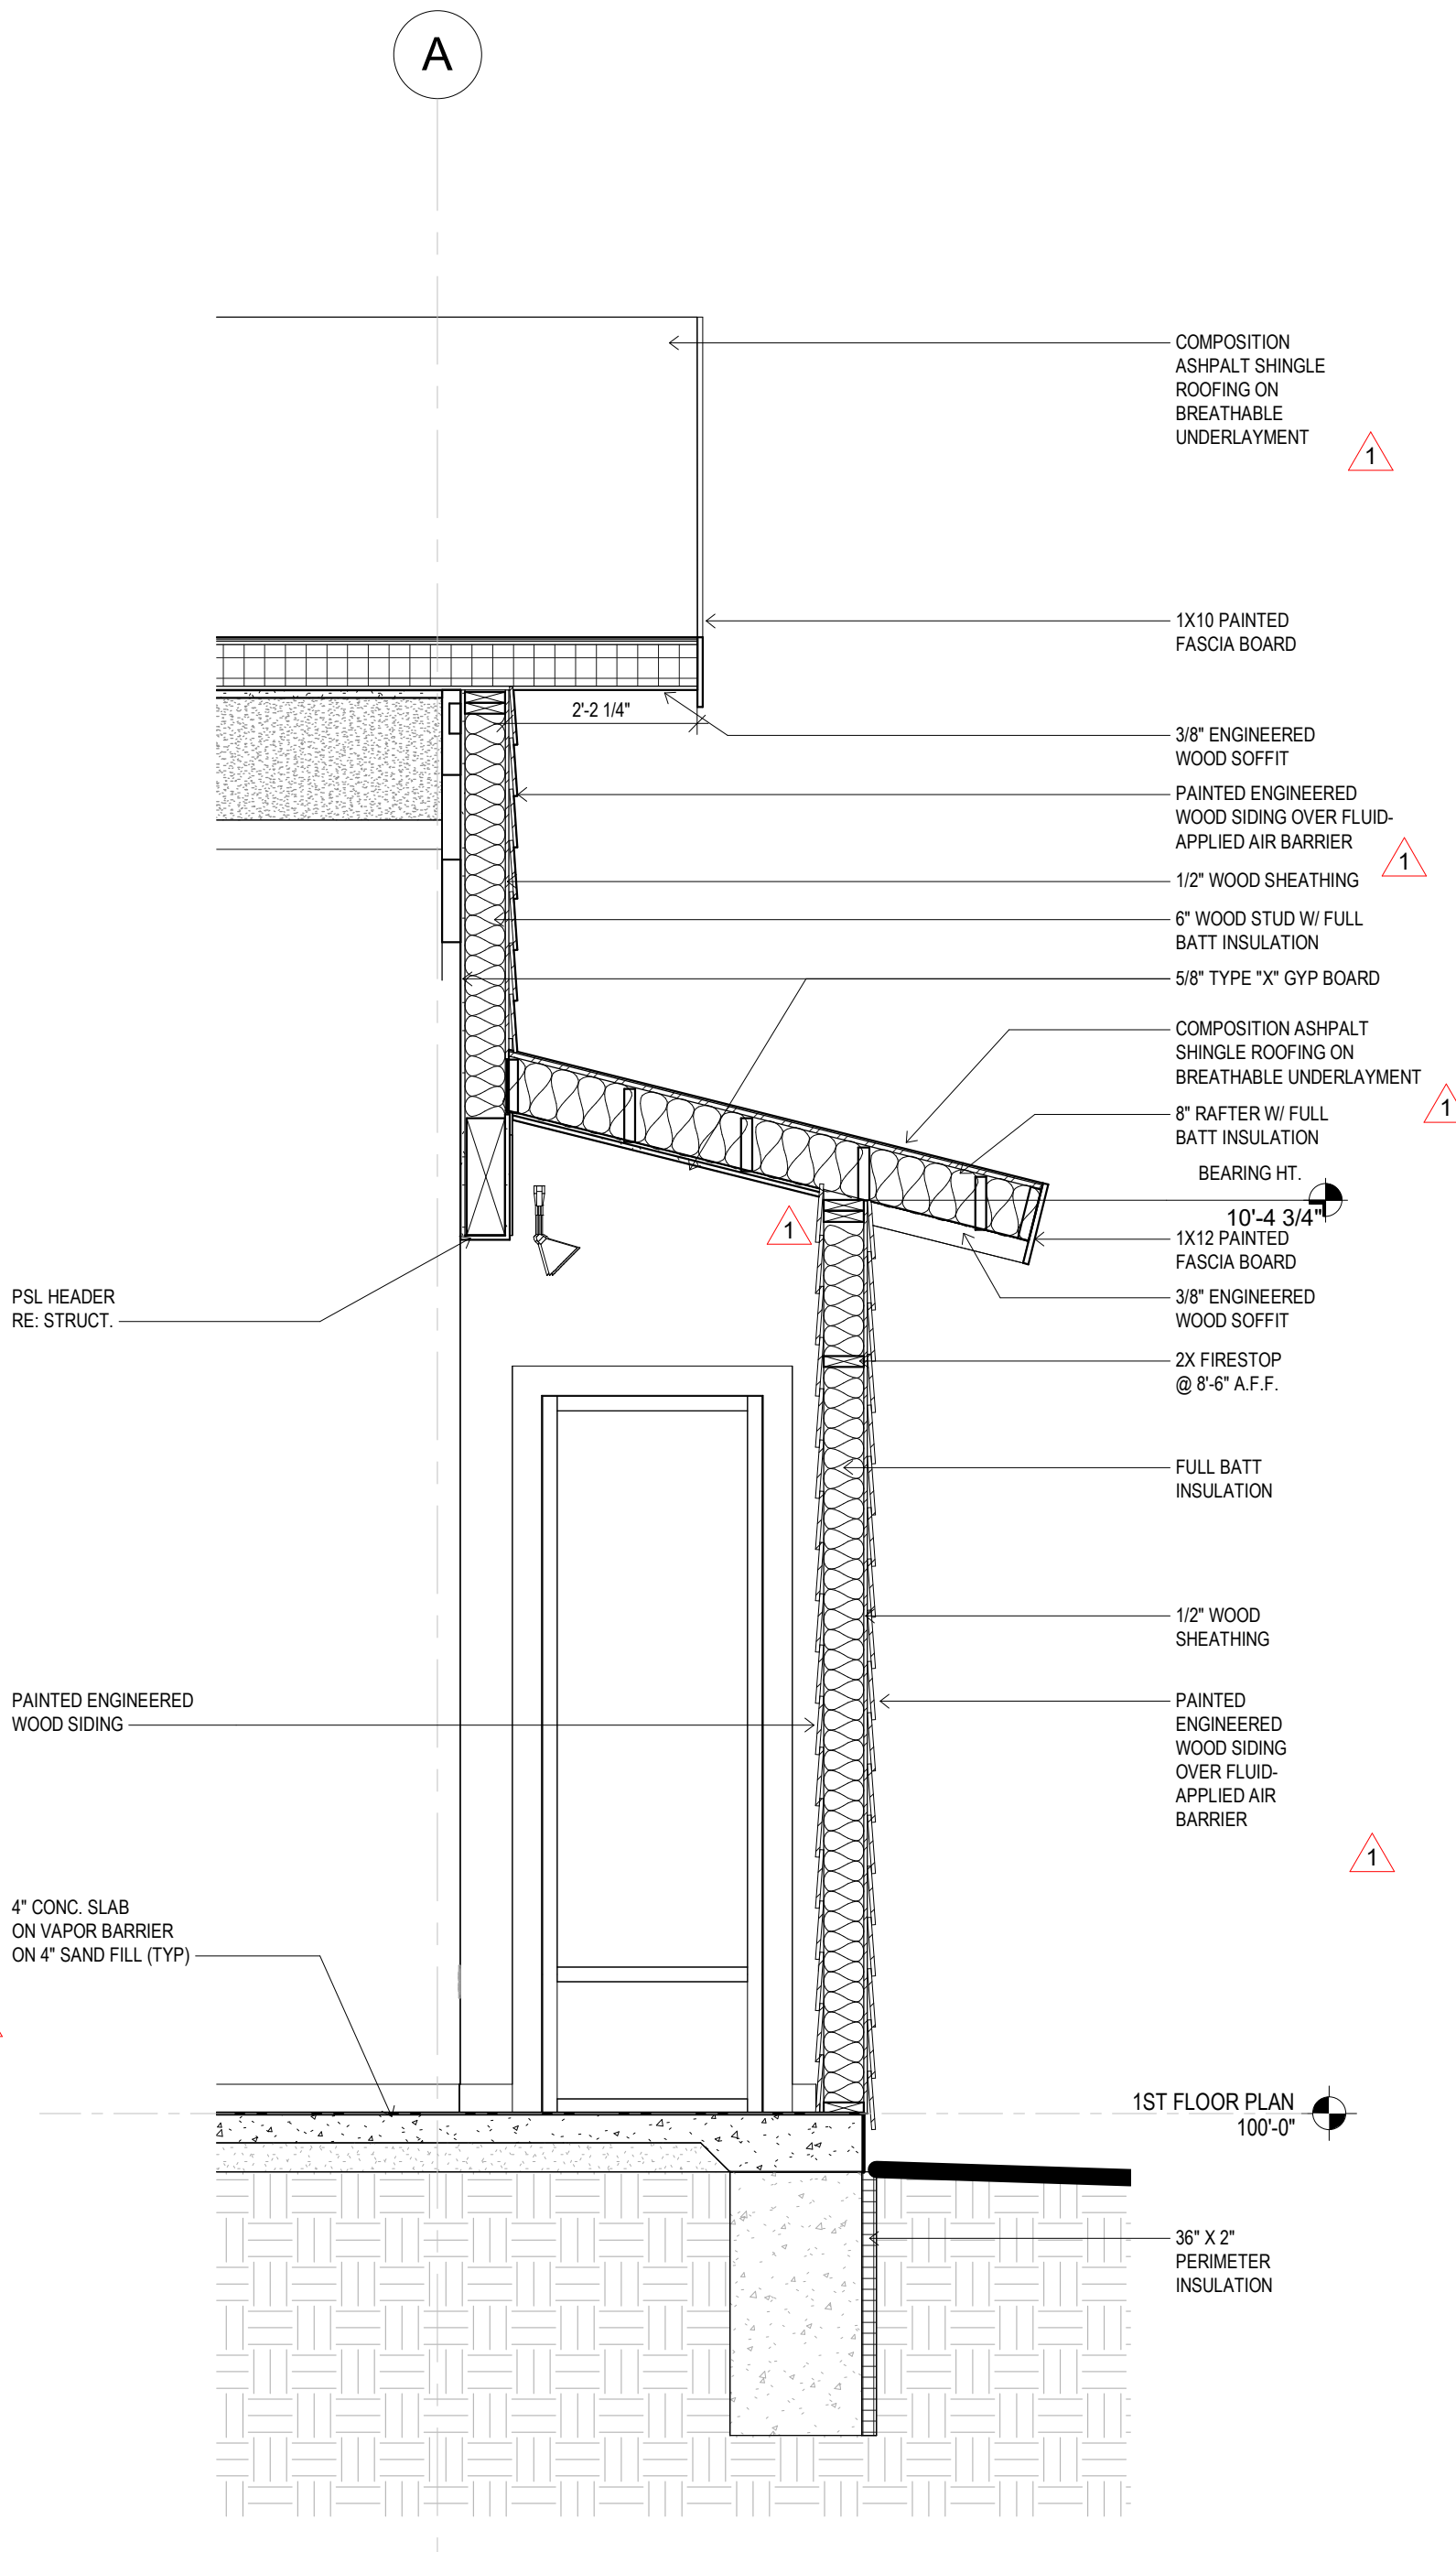 A
COMPOSITION
ASHPALT SHINGLE
ROOFING ON
BREATHABLE
UNDERLAYMENT
1
1X10 PAINTED
FASCIA BOARD
2'-2 1/4"
3/8" ENGINEERED
WOOD SOFFIT
PAINTED ENGINEERED
WOOD SIDING OVER FLUID-
APPLIED AIR BARRIER
1
1/2" WOOD SHEATHING
6" WOOD STUD W/ FULL
BATT INSULATION
5/8" TYPE "X" GYP BOARD
COMPOSITION ASHPALT
SHINGLE ROOFING ON
BREATHABLE UNDERLAYMENT
1
8" RAFTER W/ FULL
BATT INSULATION
BEARING HT.
10'-4 3/4"
1
1X12 PAINTED
FASCIA BOARD
PSL HEADER
RE: STRUCT.
3/8" ENGINEERED
WOOD SOFFIT
2X FIRESTOP
@ 8'-6" A.F.F.
FULL BATT
INSULATION
1/2" WOOD
SHEATHING
PAINTED ENGINEERED
WOOD SIDING
PAINTED
ENGINEERED
WOOD SIDING
OVER FLUID-
APPLIED AIR
BARRIER
1
4" CONC. SLAB
ON VAPOR BARRIER
ON 4" SAND FILL (TYP)
1ST FLOOR PLAN
100'-0"
36" X 2"
PERIMETER
INSULATION